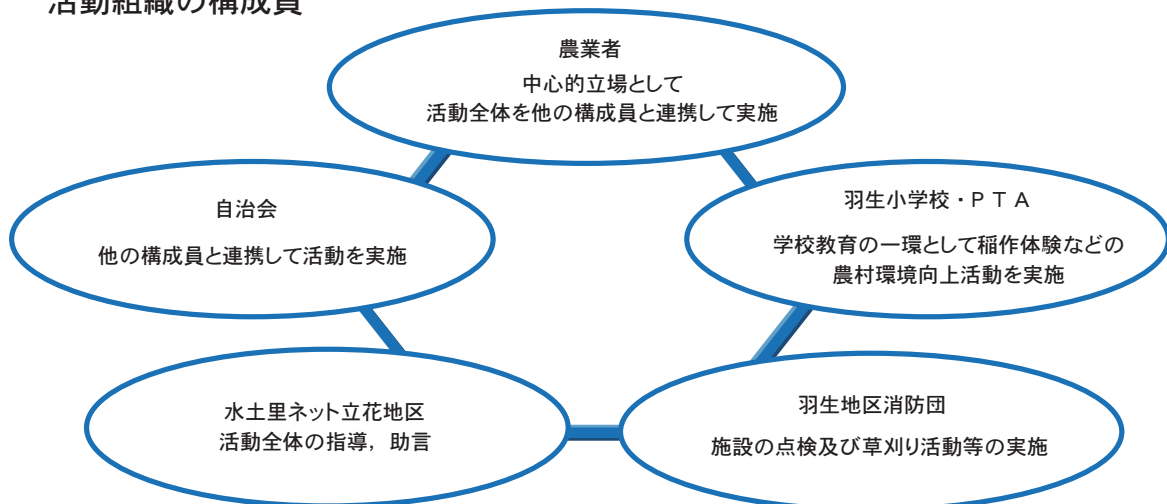 活動組織の構成員
農業者
中心的立場として
活動全体を他の構成員と連携して実施
自治会
他の構成員と連携して活動を実施
羽生小学校・ＰＴＡ
学校教育の一環として稲作体験などの
農村環境向上活動を実施
水土里ネット立花地区
活動全体の指導，助言
羽生地区消防団
施設の点検及び草刈り活動等の実施